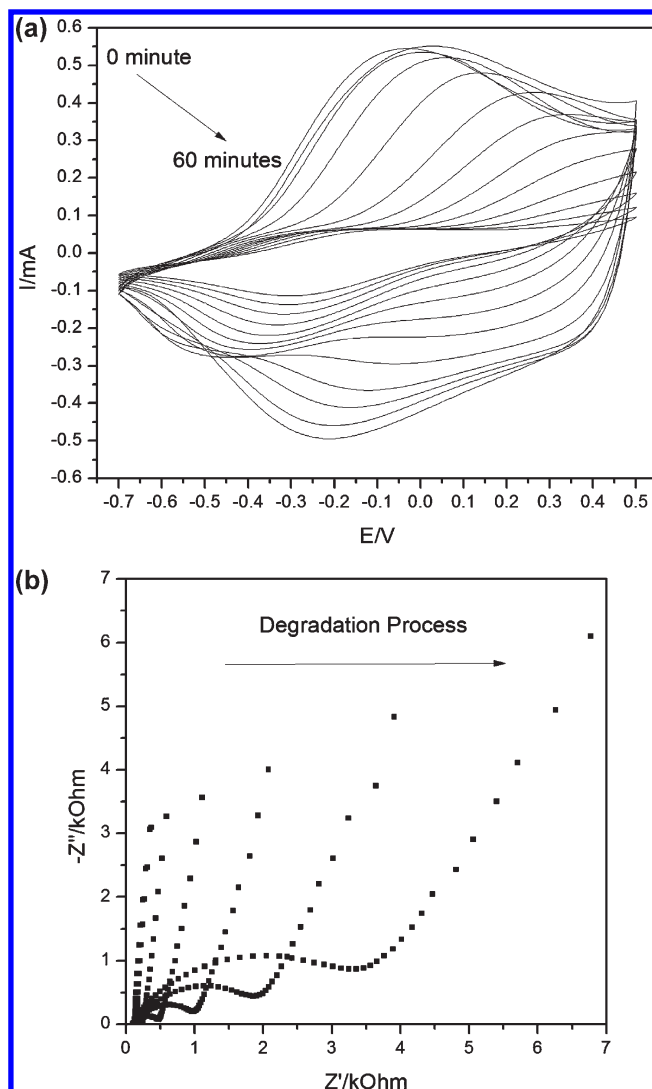 (a)
0 minute
60 minutes
0.6
0.5
0.4
0.3
0.2
0.1
0.0
-0.1
-0.2
-0.3
-0.4
-0.5
-0.6
I/mA
-0.7 -0.6 -0.5 -0.4 -0.3 -0.2 -0.1 0.0 0.1 0.2 0.3 0.4 0.5
E/V
(b)
Degradation Process
7
6
5
4
3
2
1
0
-Z"/kOhm
0 1 2 3 4 5 6 7
Z'/kOhm